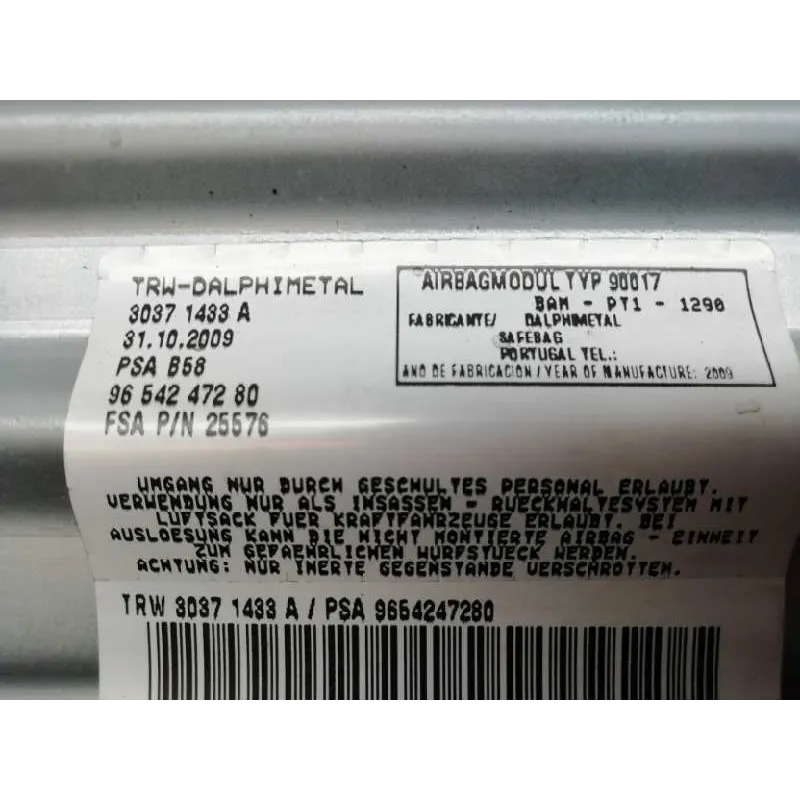 TRW-DALPHIMETAL
3037 1433 A
31.10.2009
PSA B58
96 542 472 80
FSA P/N 25576
AIRBAGMODUL TYP 90017
BAM - PT1 - 1290
FABRICANTE/ DALPHIMETAL
SAFEBAG
PORTUGAL TEL.:
ANO DE FABRICACION / YEAR OF MANUFACTURE: 2009
UMGANG NUR DURCH GESCHULTES PERSONAL ERLAUBT.
VERWENDUNG NUR ALS INSASSEN - RUECKHALTESYSTEM MIT
LUFTSACK FUER KRAFTFAHRZEUGE ERLAUBT. BEI
AUSLOESUNG KANN DIE NICHT MONTIERTE AIRBAG - EINHEIT
ZUM GEFAEHRLICHEN WURFSTUECK WERDEN.
ACHTUNG: NUR INERTE GEGENSTANDE VERSCHROTTEN.
TRW 3037 1433 A / PSA 9654247280